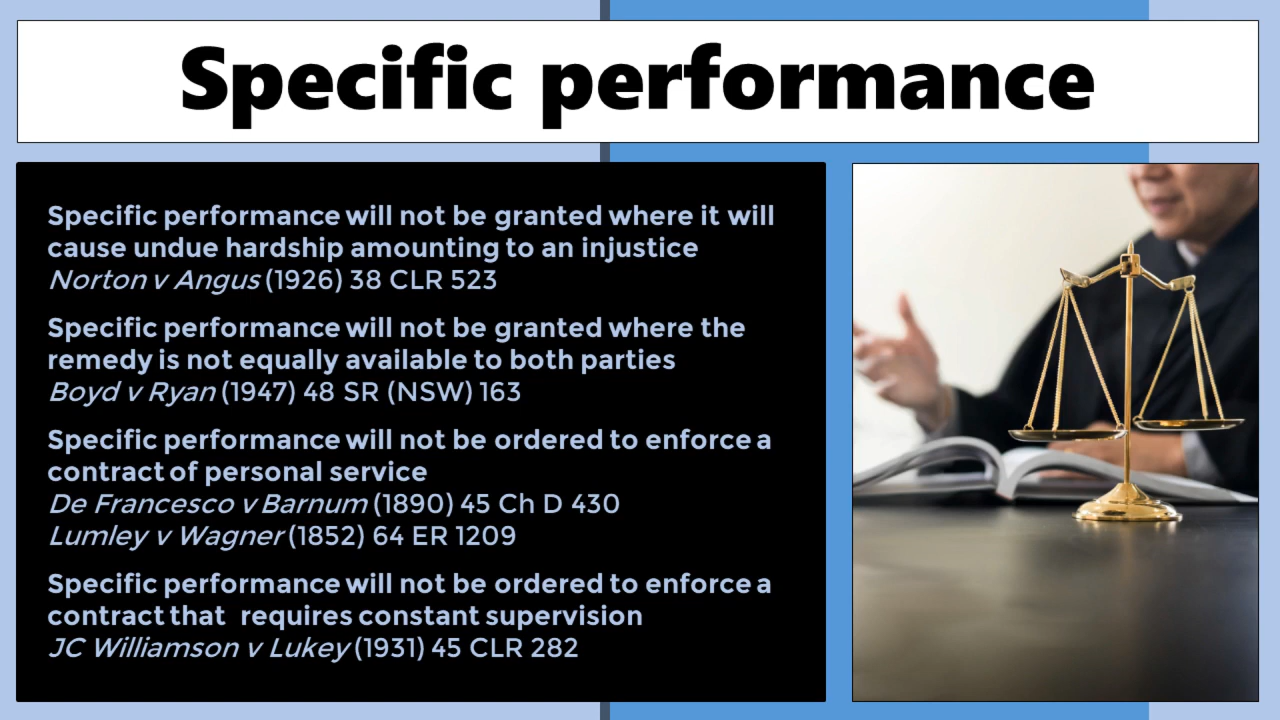 Specific performance
Specific performance will not be granted where it will
cause undue hardship amounting to an injustice
Norton v Angus (1926) 38 CLR 523
Specific performance will not be granted where the
remedy is not equally available to both parties
Boyd v Ryan (1947) 48 SR (NSW) 163
Specific performance will not be ordered to enforce a
contract of personal service
De Francesco v Barnum (1890) 45 Ch D 430
Lumley v Wagner (1852) 64 ER 1209
Specific performance will not be ordered to enforce a
contract that requires constant supervision
JC Williamson v Lukey (1931) 45 CLR 282